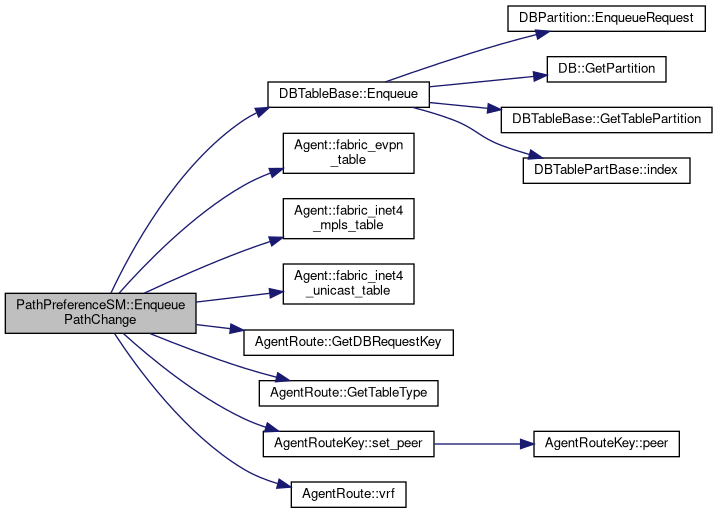 DBPartition::EnqueueRequest
DB::GetPartition
DBTableBase::Enqueue
DBTableBase::GetTablePartition
Agent::fabric_evpn
_table
DBTablePartBase::index
Agent::fabric_inet4
_mpls_table
Agent::fabric_inet4
_unicast_table
PathPreferenceSM::Enqueue
PathChange
AgentRoute::GetDBRequestKey
AgentRoute::GetTableType
AgentRouteKey::set_peer
AgentRouteKey::peer
AgentRoute::vrf